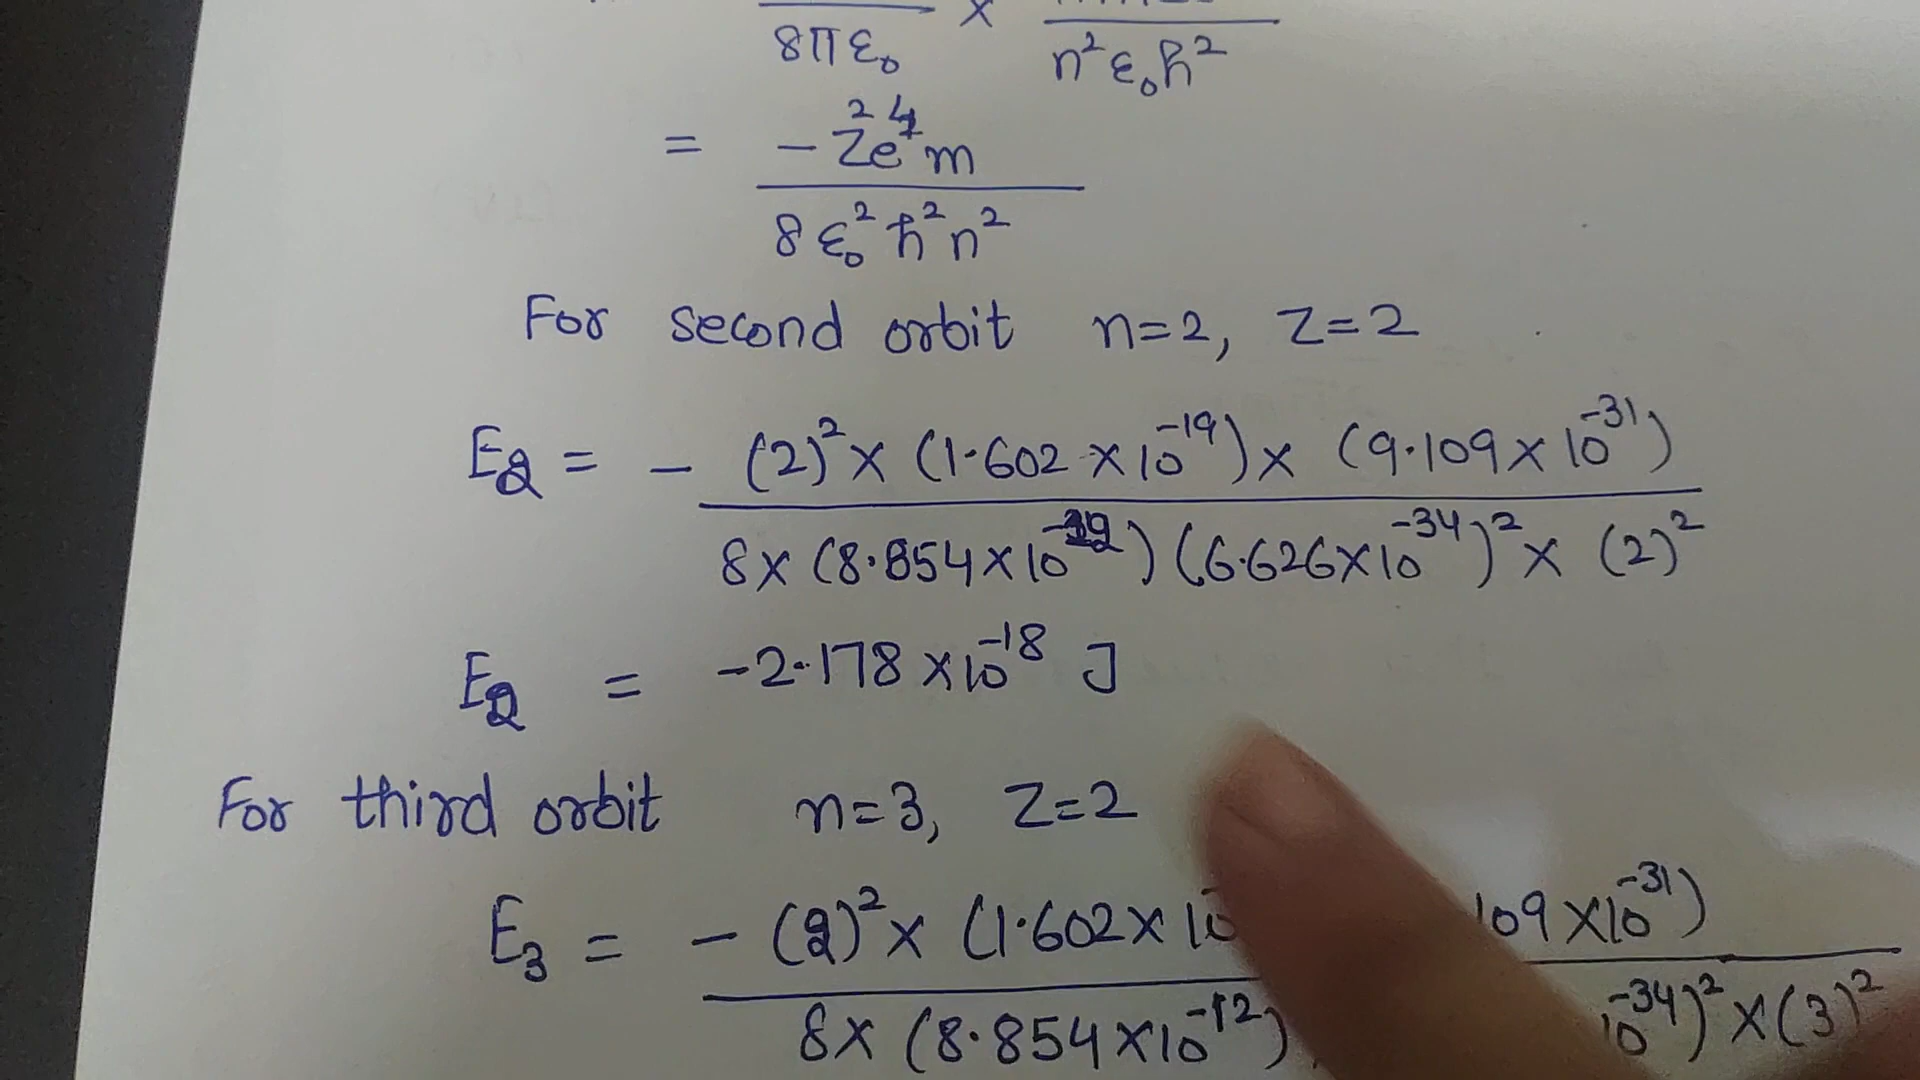 8πε₀ × n²ε₀ℏ²
= -Z²e⁴m
8ε₀²ℏ²n²
For second orbit n=2, Z=2
E₂ = - (2)² × (1.602 × 10⁻¹⁹) × (9.109 × 10⁻³¹)
8× (8.854 × 10⁻¹²) (6.626×10⁻³⁴)² × (2)²
E₂ = -2.178 × 10⁻¹⁸ J
For third orbit n=3, Z=2
E₃ = - (2)² × (1.602 × 10 109 ×10⁻³¹)
8× (8.854 ×10⁻¹²) 10⁻³⁴)² × (3)²